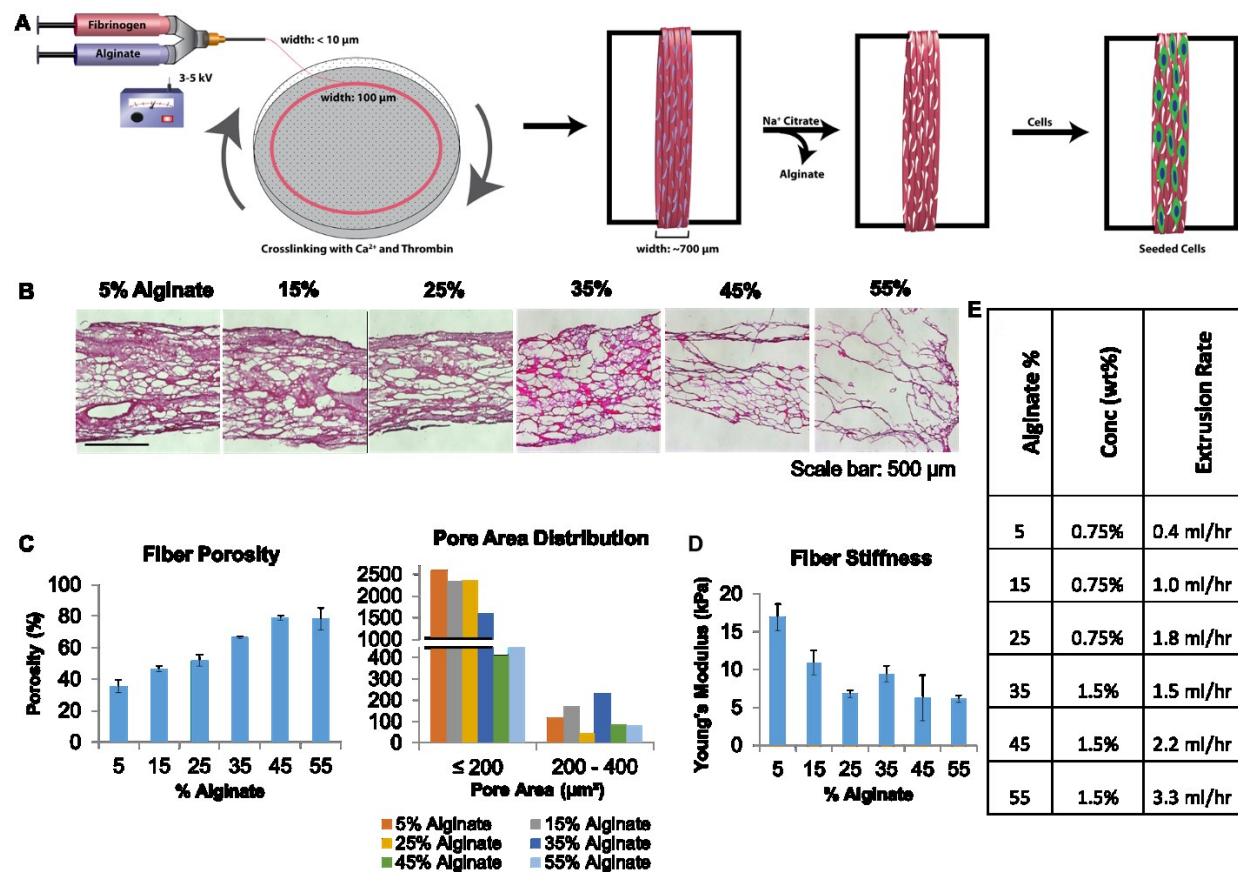 A
Fibrinogen
Alginate
width: < 10 µm
3-5 kV
width: 100 µm
Crosslinking with Ca²⁺ and Thrombin
width: ~700 µm
Na⁺ Citrate
Alginate
Cells
Seeded Cells
B
5% Alginate 15% 25% 35% 45% 55%
Scale bar: 500 µm
C
Fiber Porosity
Porosity (%)
100
80
60
40
20
0
5 15 25 35 45 55
% Alginate
Pore Area Distribution
2500
2000
1500
1000
400
300
200
100
0
≤ 200 200 - 400
Pore Area (µm²)
5% Alginate 15% Alginate
25% Alginate 35% Alginate
45% Alginate 55% Alginate
D
Fiber Stiffness
Young's Modulus (kPa)
20
15
10
5
0
5 15 25 35 45 55
% Alginate
E
Alginate % Conc (wt%) Extrusion Rate
5 0.75% 0.4 ml/hr
15 0.75% 1.0 ml/hr
25 0.75% 1.8 ml/hr
35 1.5% 1.5 ml/hr
45 1.5% 2.2 ml/hr
55 1.5% 3.3 ml/hr